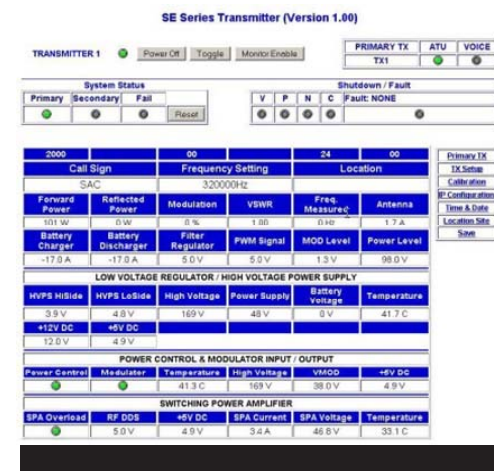 SE Series Transmitter (Version 1.00)
TRANSMITTER 1 Power Off Toggle Monitor Enable
PRIMARY TX ATU VOICE
TX1
System Status
Primary Secondary Fail
Reset
Shutdown / Fault
V P N C Fault: NONE
2000 00 24 00
Call Sign Frequency Setting Location
SAC 320000Hz
Forward Power Reflected Power Modulation VSWR Freq. Measured Antenna
101 W 0 W 0 % 1.00 0 Hz 1.7 A
Battery Charger Battery Discharger Filter Regulator PWM Signal MOD Level Power Level
-17.0 A -17.0 A 5.0 V 5.0 V 1.3 V 98.0 V
LOW VOLTAGE REGULATOR / HIGH VOLTAGE POWER SUPPLY
HVPS HiSide HVPS LoSide High Voltage Power Supply Battery Voltage Temperature
3.9 V 4.8 V 169 V 48 V 0 V 41.7 C
+12V DC +5V DC
12.0 V 4.9 V
POWER CONTROL & MODULATOR INPUT / OUTPUT
Power Control Modulator Temperature High Voltage VMOD +5V DC
41.3 C 169 V 38.0 V 4.9 V
SWITCHING POWER AMPLIFIER
SPA Overload RF DDS +5V DC SPA Current SPA Voltage Temperature
5.0 V 4.9 V 3.4 A 46.8 V 33.1 C
Primary TX
TX Setup
Calibration
IP Configuration
Time & Date
Location Site
Save